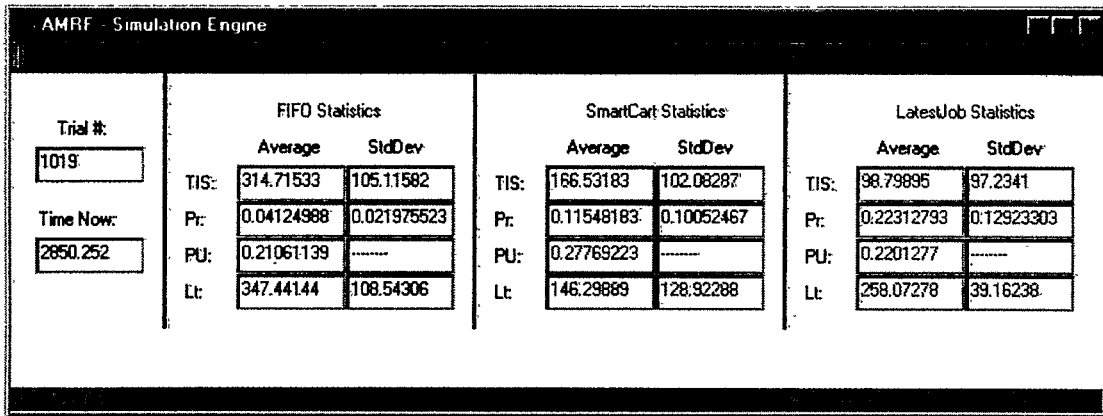 AMRF - Simulation Engine
Trial #:
1019
Time Now:
2850.252
FIFO Statistics
Average StdDev
TIS: 314.71533 105.11582
Pr: 0.04124988 0.021975523
PU: 0.21061139 --------
Lt: 347.44144 108.54306
SmartCart Statistics
Average StdDev
TIS: 166.53183 102.08287
Pr: 0.11548183 0.10052467
PU: 0.27769223 --------
Lt: 146.29889 128.92288
LatestJob Statistics
Average StdDev
TIS: 98.79895 97.2341
Pr: 0.22312793 0.12923303
PU: 0.2201277 --------
Lt: 258.07278 39.16238